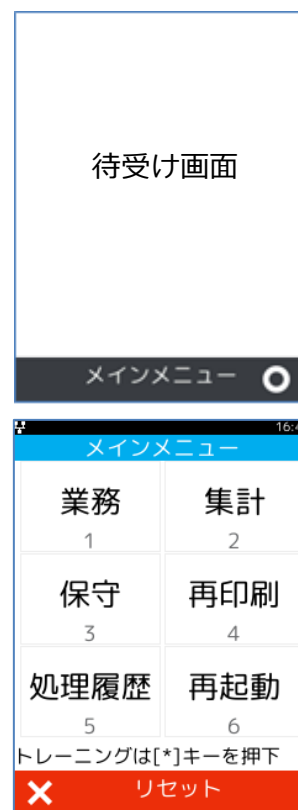 待受け画面
メインメニュー
16:4
メインメニュー
業務 集計
1 2
保守 再印刷
3 4
処理履歴 再起動
5 6
トレーニングは[*]キーを押下
リセット